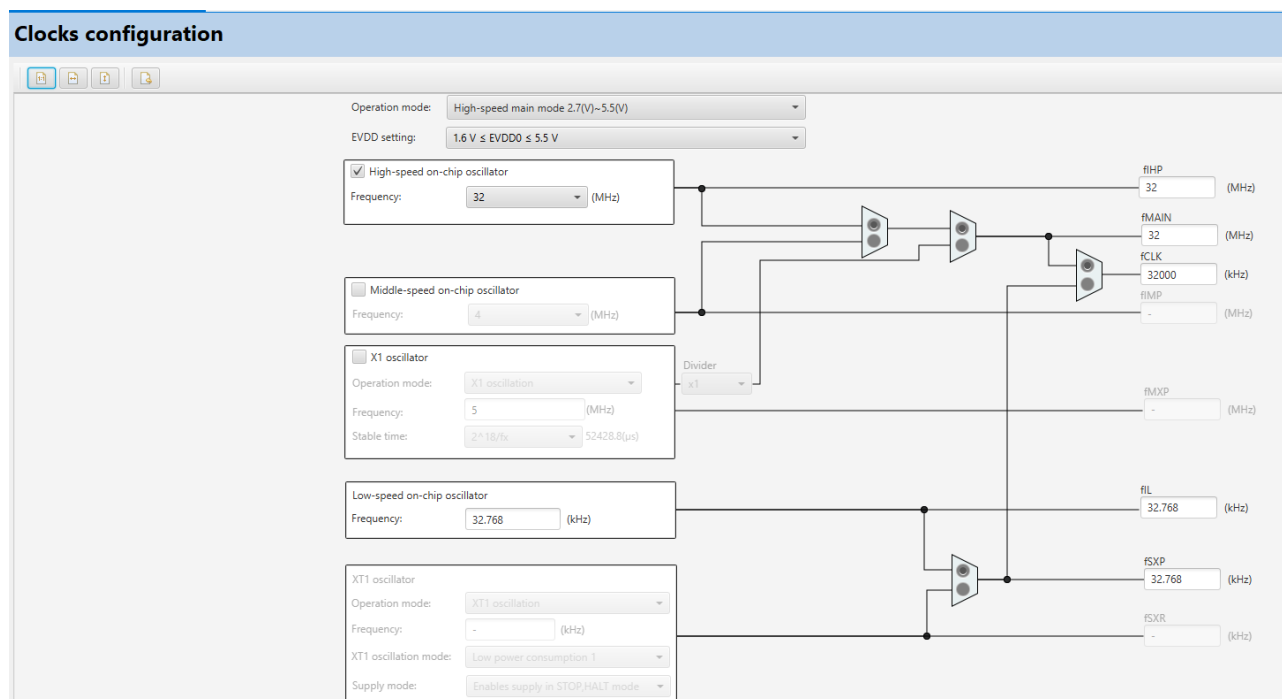 Clocks configuration
Operation mode: High-speed main mode 2.7(V)~5.5(V)
EVDD setting: 1.6 V ≤ EVDD0 ≤ 5.5 V
High-speed on-chip oscillator
Frequency: 32 (MHz)
fIHP
32 (MHz)
fMAIN
32 (MHz)
fCLK
32000 (kHz)
Middle-speed on-chip oscillator
Frequency: 4 (MHz)
fIMP
- (MHz)
X1 oscillator
Operation mode: X1 oscillation
Frequency: 5 (MHz)
Stable time: 2^18/fx 52428.8(μs)
Divider
x1
fMXP
- (MHz)
Low-speed on-chip oscillator
Frequency: 32.768 (kHz)
fIL
32.768 (kHz)
fSXP
32.768 (kHz)
XT1 oscillator
Operation mode: XT1 oscillation
Frequency: - (kHz)
fSXR
- (kHz)
XT1 oscillation mode: Low power consumption 1
Supply mode: Enables supply in STOP,HALT mode